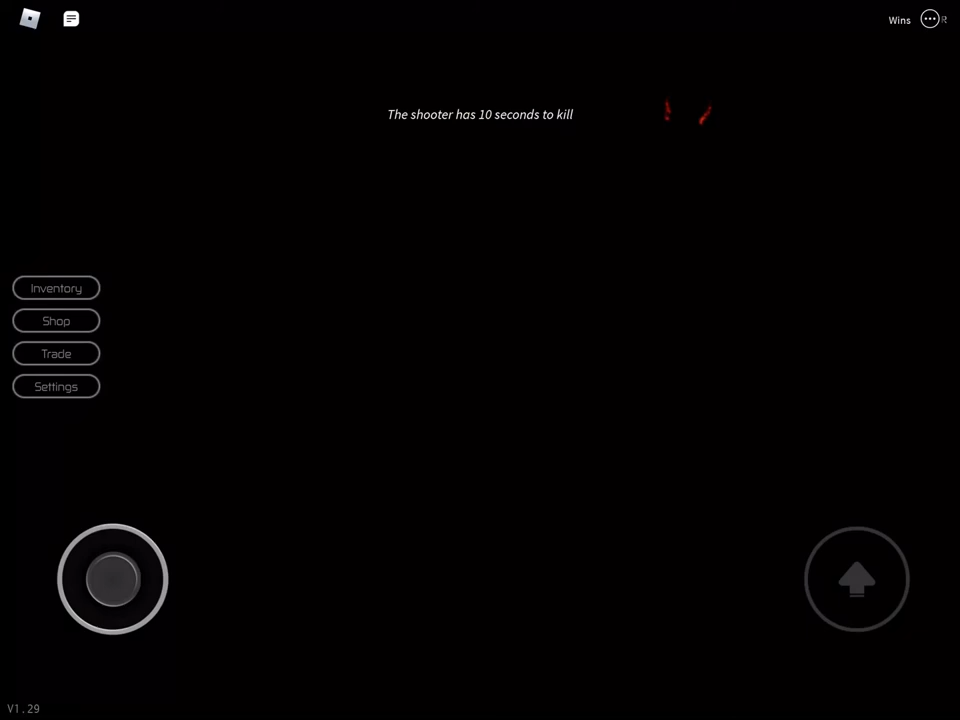 Wins
The shooter has 10 seconds to kill
Inventory
Shop
Trade
Settings
V1.29